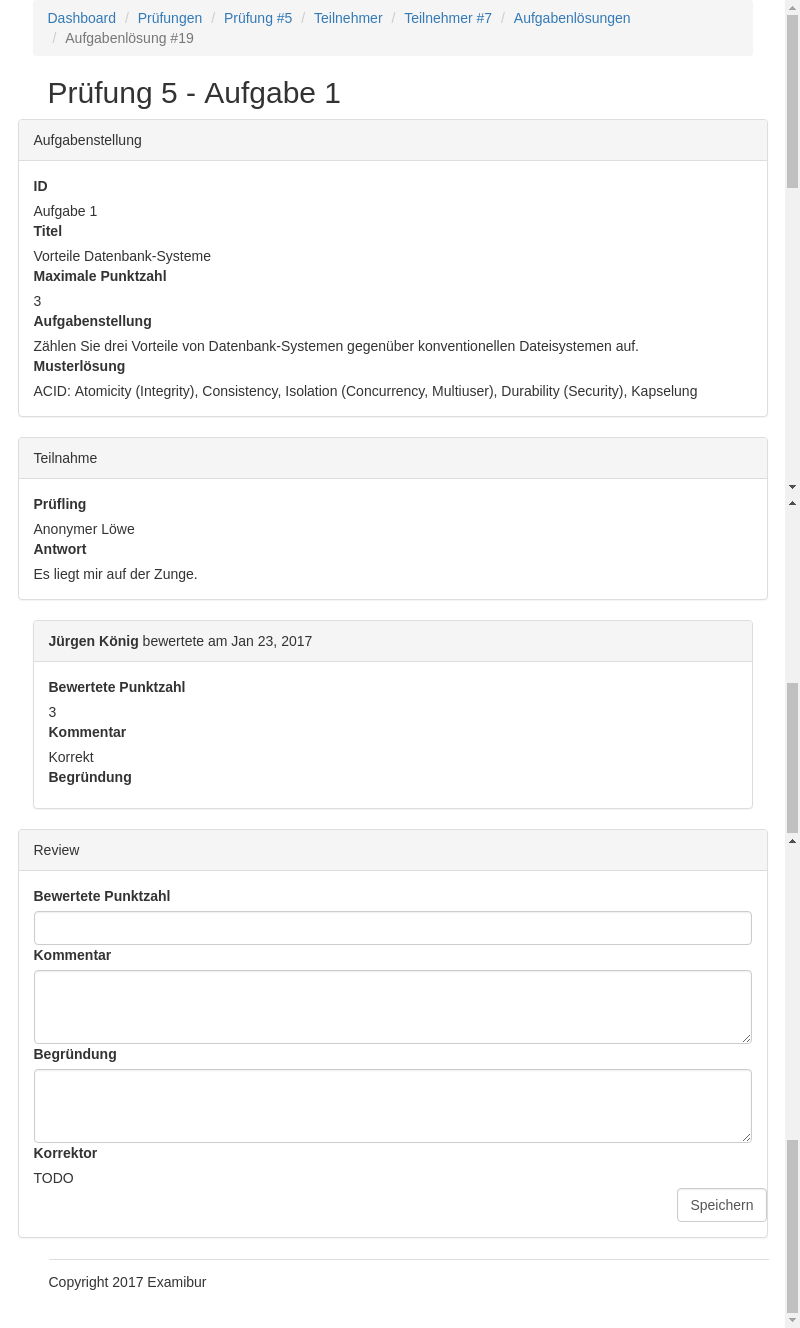 Dashboard / Prüfungen / Prüfung #5 / Teilnehmer / Teilnehmer #7 / Aufgabenlösungen
/ Aufgabenlösung #19
Prüfung 5 - Aufgabe 1
Aufgabenstellung
ID
Aufgabe 1
Titel
Vorteile Datenbank-Systeme
Maximale Punktzahl
3
Aufgabenstellung
Zählen Sie drei Vorteile von Datenbank-Systemen gegenüber konventionellen Dateisystemen auf.
Musterlösung
ACID: Atomicity (Integrity), Consistency, Isolation (Concurrency, Multiuser), Durability (Security), Kapselung
Teilnahme
Prüfling
Anonymer Löwe
Antwort
Es liegt mir auf der Zunge.
Jürgen König bewertete am Jan 23, 2017
Bewertete Punktzahl
3
Kommentar
Korrekt
Begründung
Review
Bewertete Punktzahl
Kommentar
Begründung
Korrektor
TODO
Speichern
Copyright 2017 Examibur